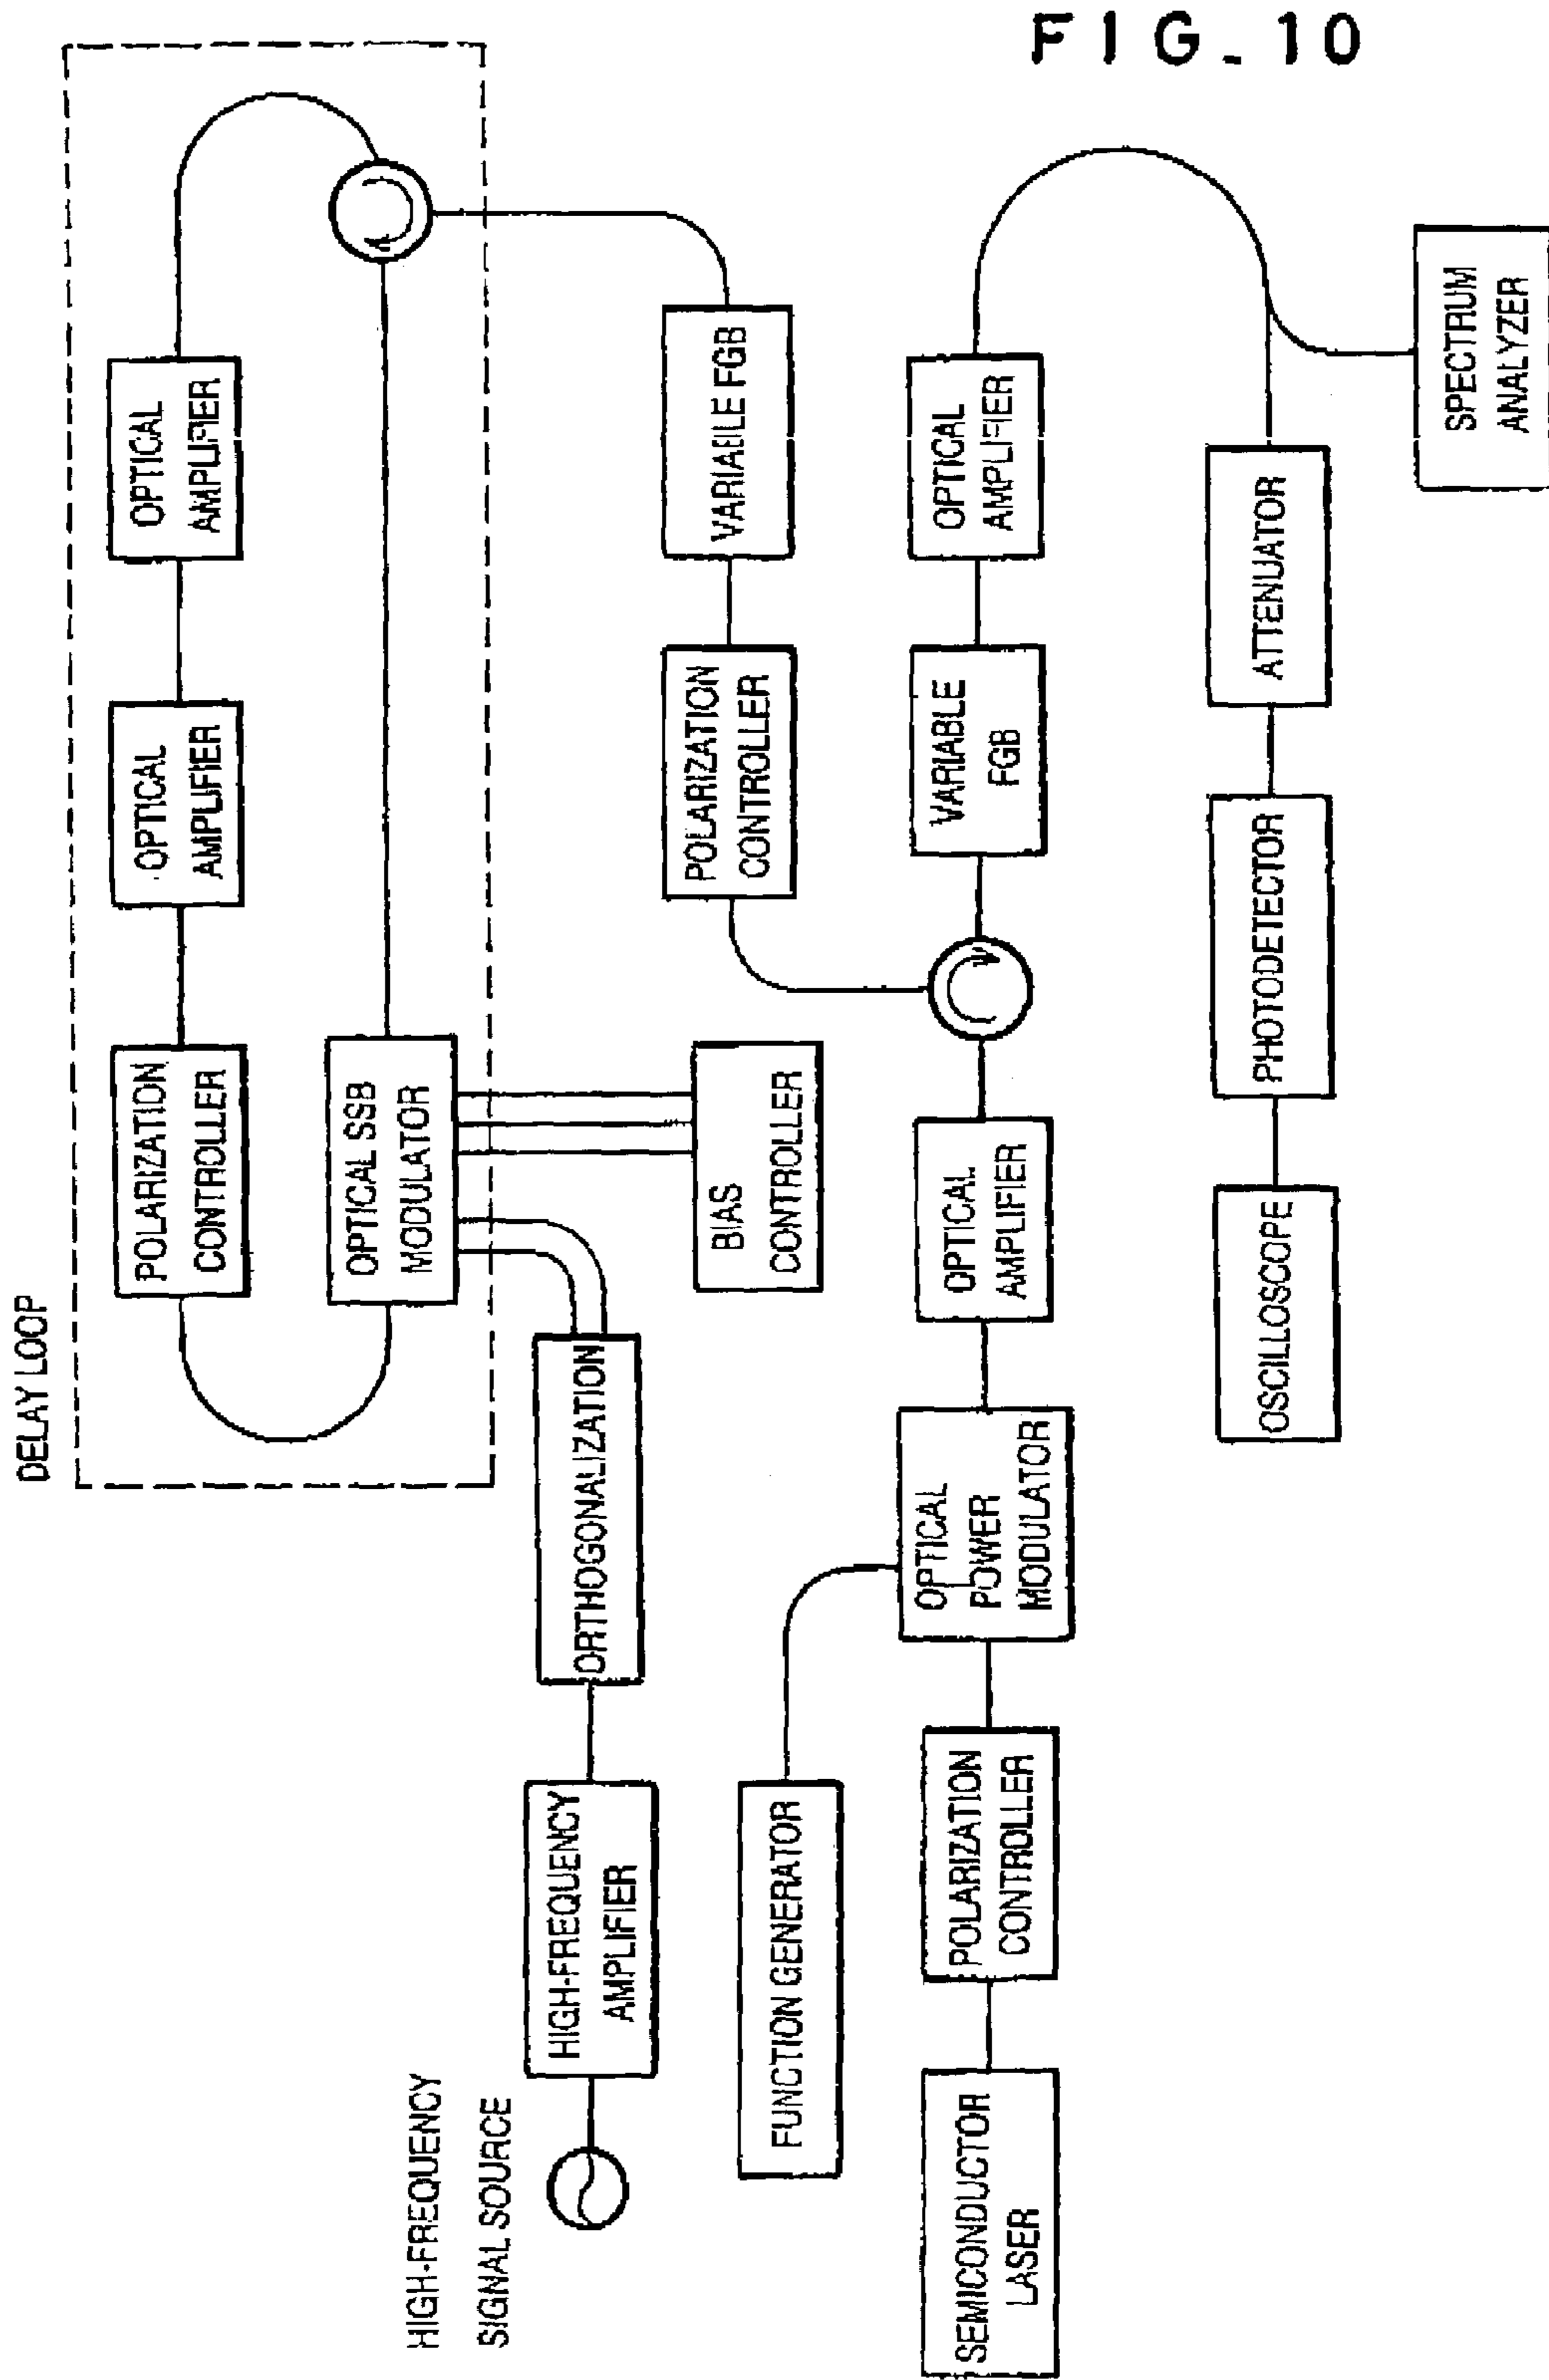 FIG. 10
DELAY LOOP
POLARIZATION
CONTROLLER
OPTICAL
AMPLIFIER
OPTICAL
AMPLIFIER
OPTICAL SSB
MODULATOR
HIGH-FREQUENCY
SIGNAL SOURCE
HIGH-FREQUENCY
AMPLIFIER
ORTHOGONALIZATION
BIAS
CONTROLLER
POLARIZATION
CONTROLLER
VARIABLE FGB
FUNCTION GENERATOR
SEMICONDUCTOR
LASER
POLARIZATION
CONTROLLER
OPTICAL
POWER
MODULATOR
OPTICAL
AMPLIFIER
VARIABLE
FGB
OPTICAL
AMPLIFIER
OSCILLOSCOPE
PHOTODETECTOR
ATTENUATOR
SPECTRUM
ANALYZER